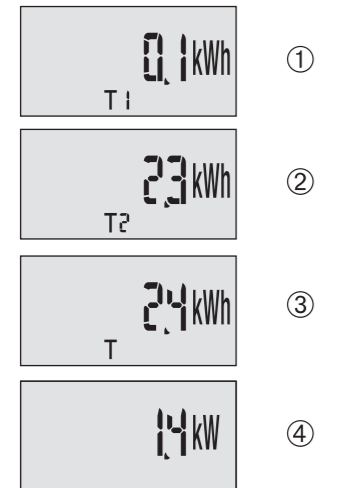 0,1 kWh ①
T1
2,3 kWh ②
T2
2,4 kWh ③
T
1,4 kW ④